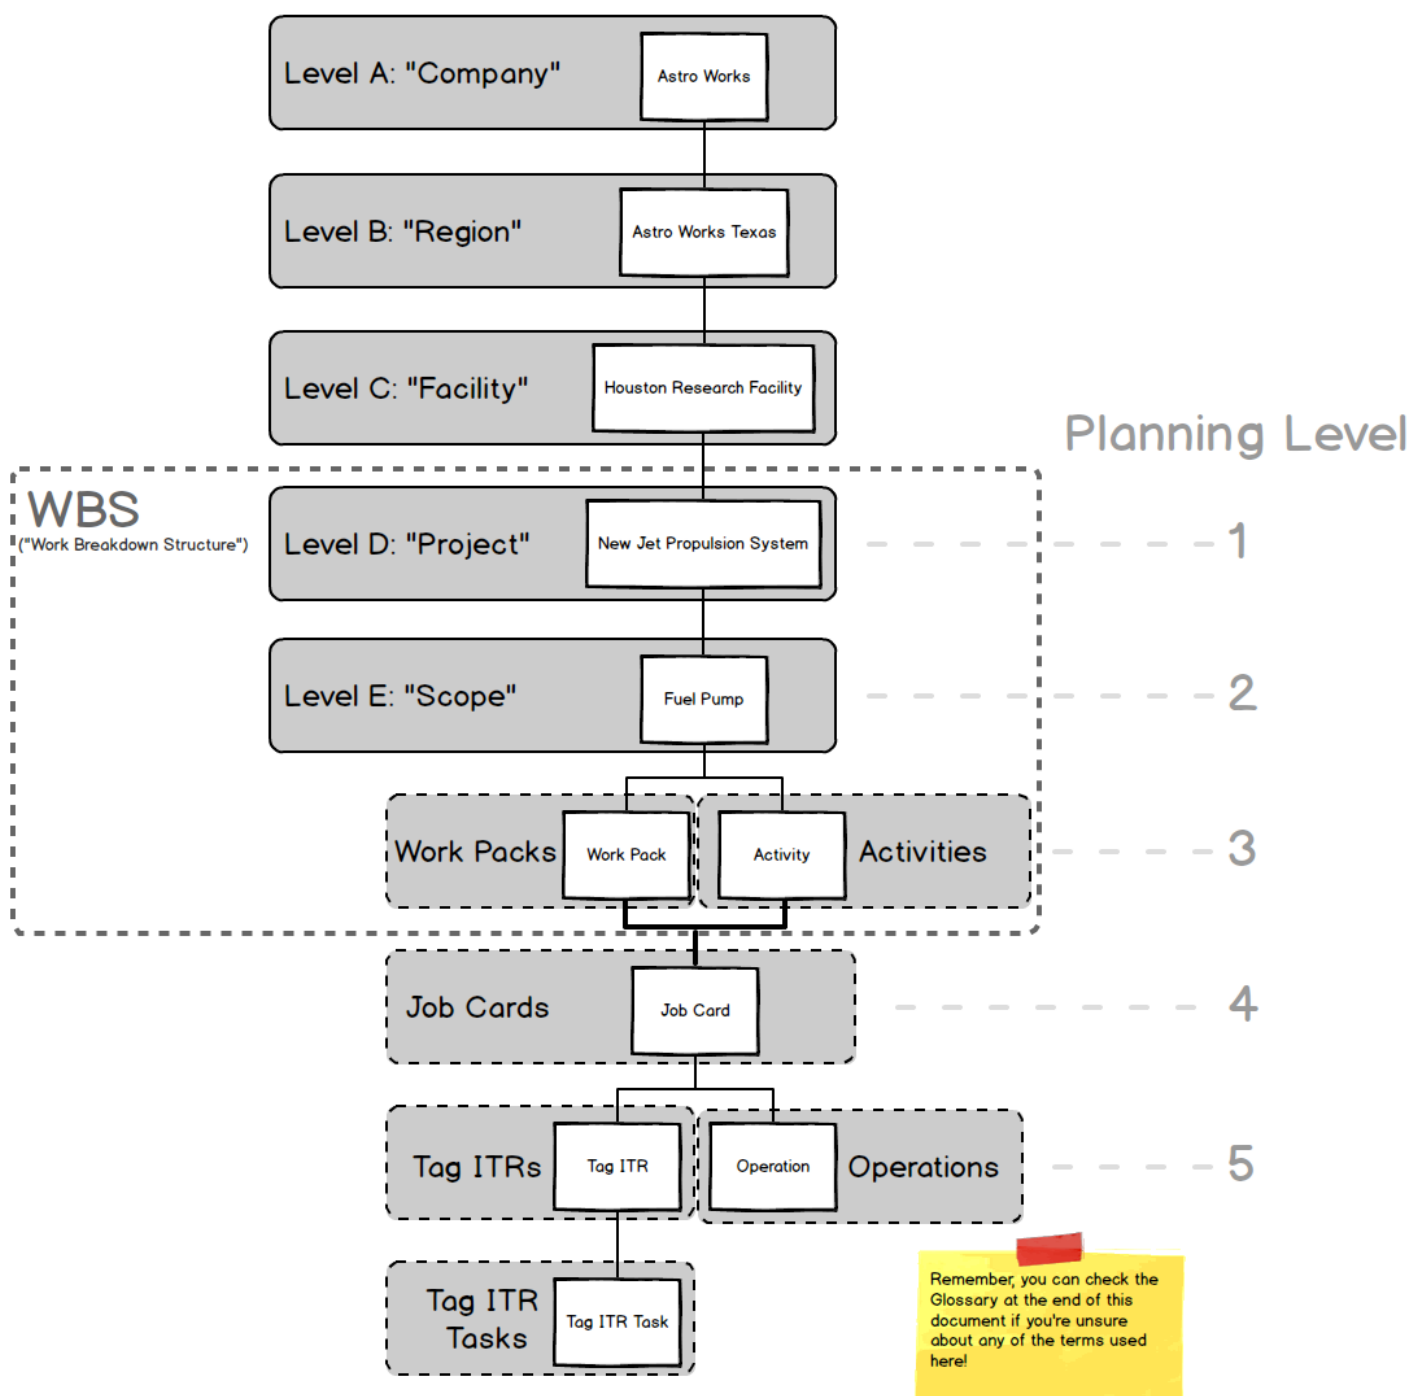 Level A: "Company"
Astro Works
Level B: "Region"
Astro Works Texas
Level C: "Facility"
Houston Research Facility
Planning Level
WBS
("Work Breakdown Structure")
Level D: "Project"
New Jet Propulsion System
1
Level E: "Scope"
Fuel Pump
2
Work Packs
Work Pack
Activity
Activities
3
Job Cards
Job Card
4
Tag ITRs
Tag ITR
Operation
Operations
5
Tag ITR
Tasks
Tag ITR Task
Remember, you can check the
Glossary at the end of this
document if you're unsure
about any of the terms used
here!